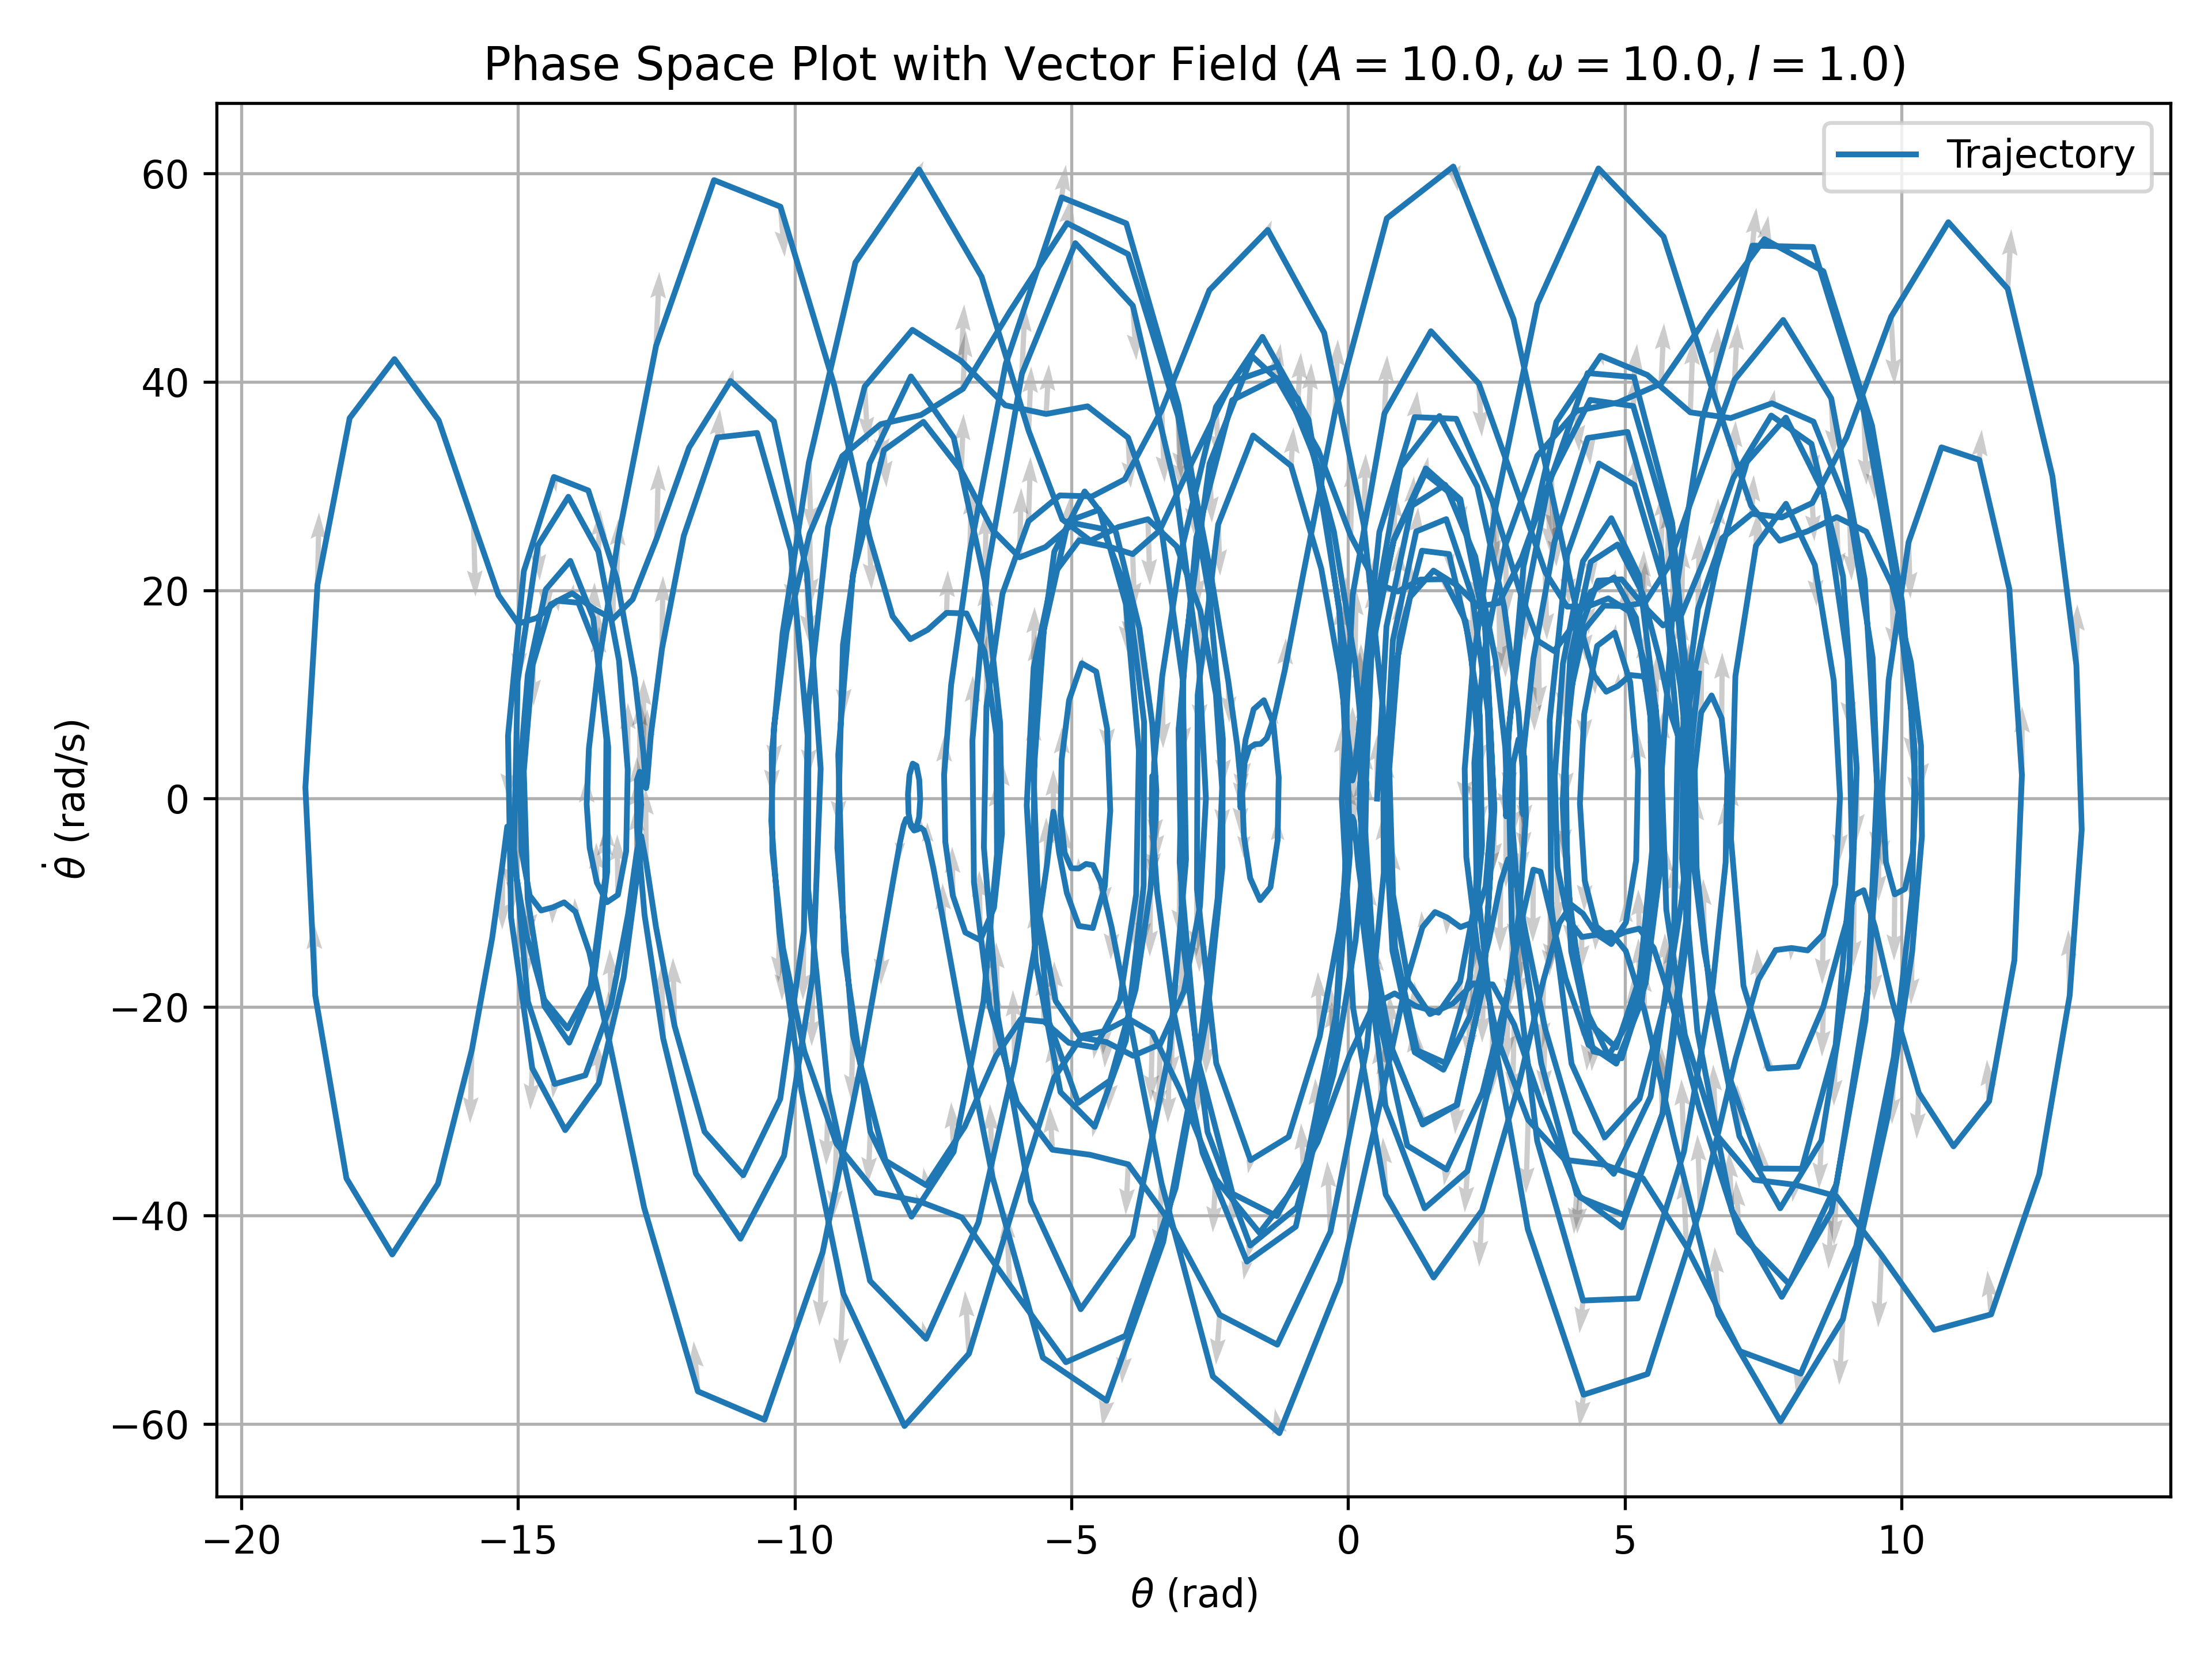 Phase Space Plot with Vector Field (A = 10.0, ω = 10.0, l = 1.0)
Trajectory
60
40
20
0
−20
−40
−60
θ̇ (rad/s)
−20 −15 −10 −5 0 5 10
θ (rad)